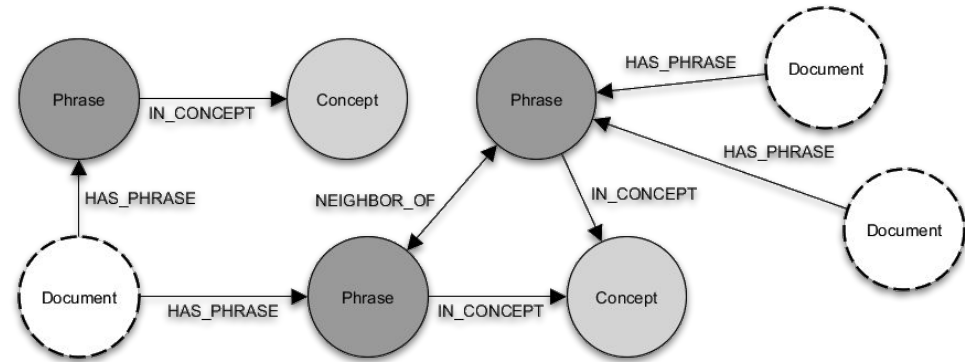 HAS_PHRASE
Document
Phrase
IN_CONCEPT
Concept
Phrase
HAS_PHRASE
HAS_PHRASE
NEIGHBOR_OF
IN_CONCEPT
Document
Document
HAS_PHRASE
Phrase
IN_CONCEPT
Concept